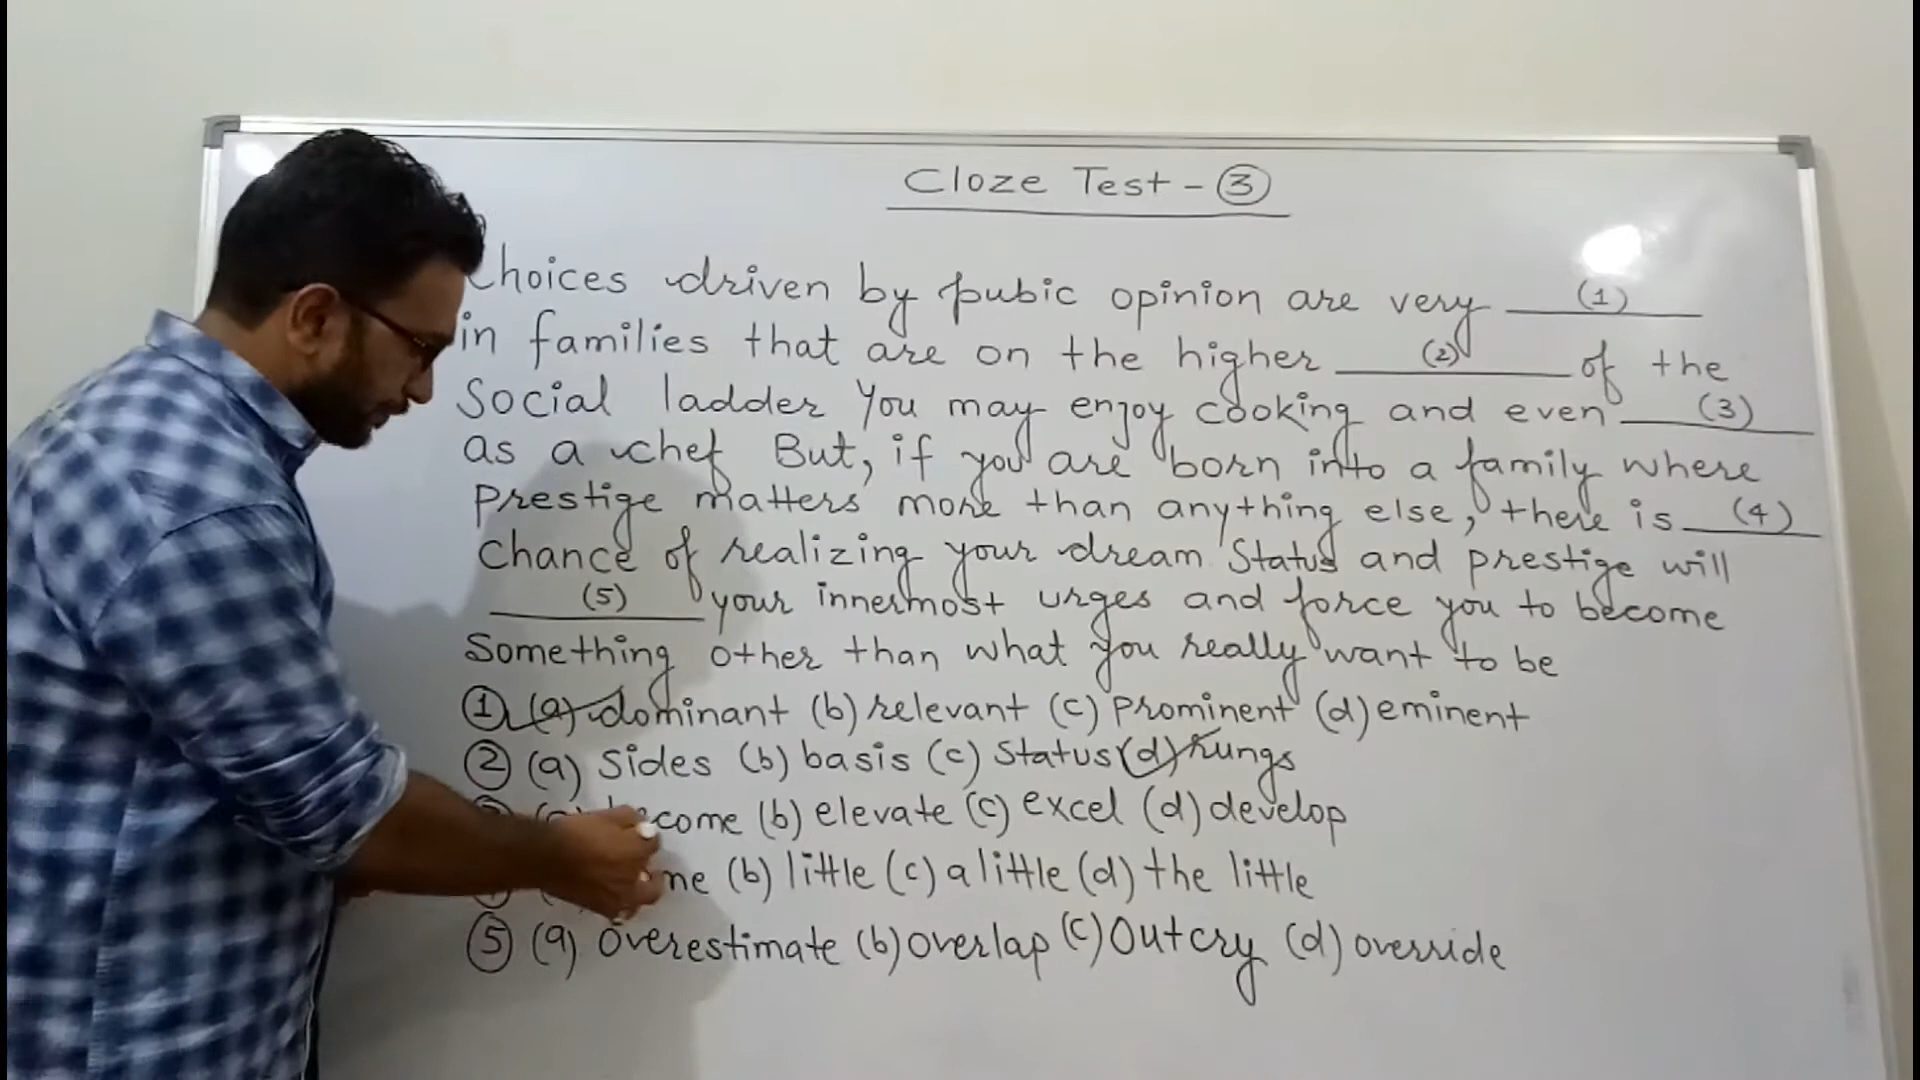 Cloze Test - ③
choices driven by pubic opinion are very (1)
in families that are on the higher (2) of the
Social ladder You may enjoy cooking and even (3)
as a chef But, if you are born into a family where
Prestige matters more than anything else, there is (4)
Chance of realizing your dream Status and prestige will
(5) your innermost urges and force you to become
Something other than what you really want to be
① (a) dominant (b) relevant (c) Prominent (d) eminent
② (a) Sides (b) basis (c) Status (d) rungs
(b) elevate (c) excel (d) develop
(b) little (c) a little (d) the little
⑤ (a) overestimate (b) overlap (c) Outcry (d) override